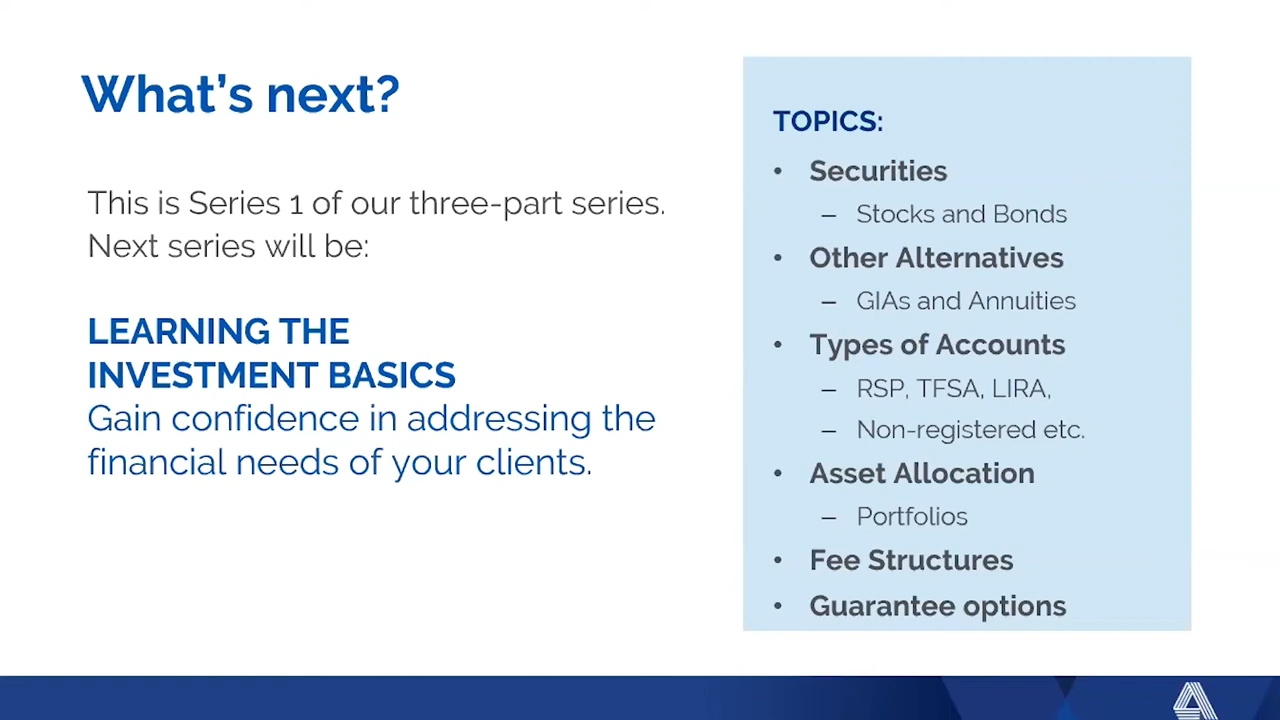 What's next?
This is Series 1 of our three-part series.
Next series will be:
LEARNING THE
INVESTMENT BASICS
Gain confidence in addressing the
financial needs of your clients.
TOPICS:
• Securities
– Stocks and Bonds
• Other Alternatives
– GIAs and Annuities
• Types of Accounts
– RSP, TFSA, LIRA,
– Non-registered etc.
• Asset Allocation
– Portfolios
• Fee Structures
• Guarantee options